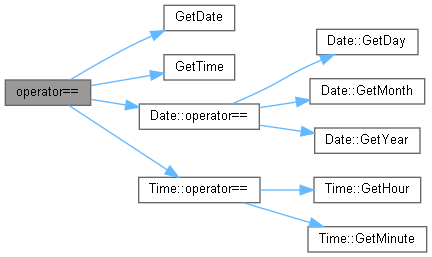 operator==
GetDate
GetTime
Date::operator==
Time::operator==
Date::GetDay
Date::GetMonth
Date::GetYear
Time::GetHour
Time::GetMinute